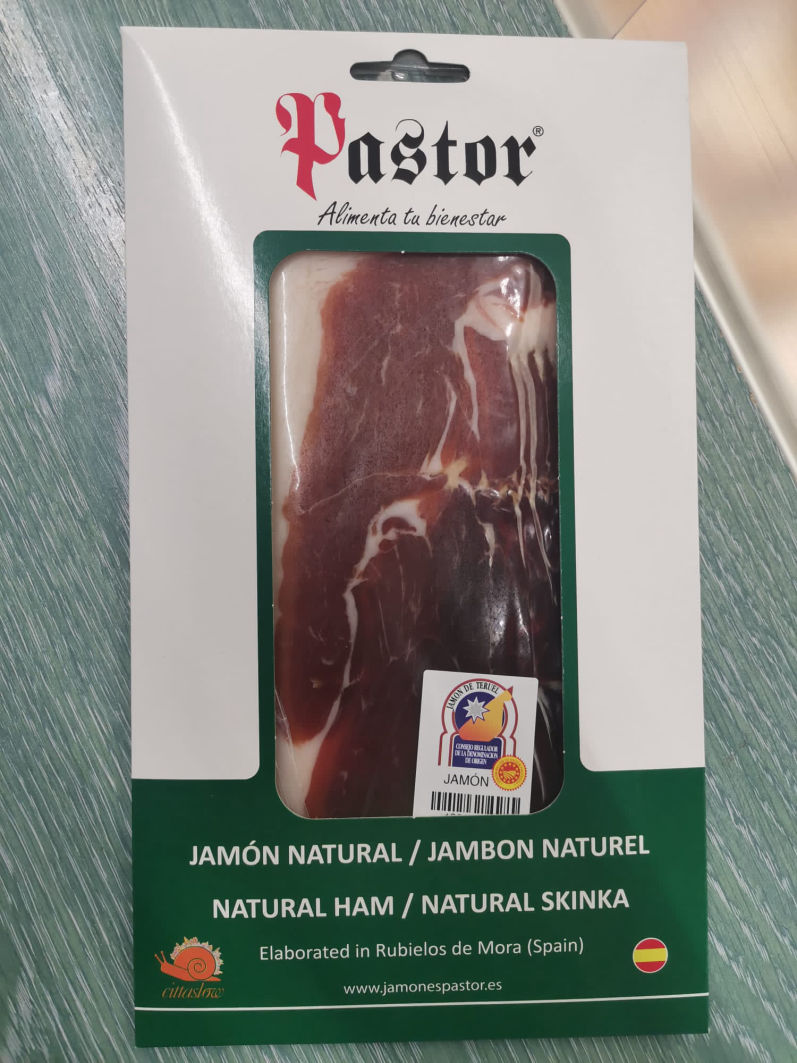 Pastor®
Alimenta tu bienestar
JAMÓN DE TERUEL
CONSEJO REGULADOR
DE LA DENOMINACIÓN
DE ORIGEN
JAMÓN
JAMÓN NATURAL / JAMBON NATUREL
NATURAL HAM / NATURAL SKINKA
Elaborated in Rubielos de Mora (Spain)
cittaslow
www.jamonespastor.es